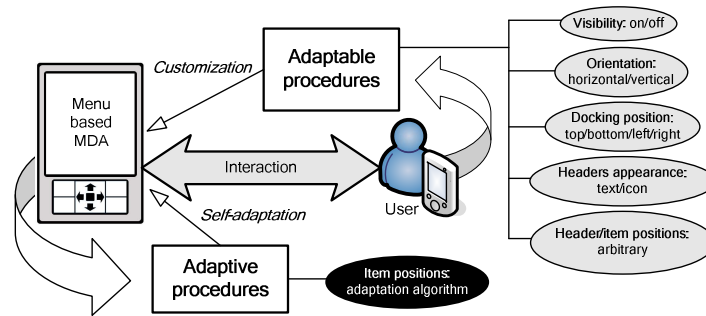 Menu
based
MDA
Customization
Adaptable
procedures
Interaction
User
Self-adaptation
Adaptive
procedures
Item positions:
adaptation algorithm
Visibility: on/off
Orientation:
horizontal/vertical
Docking position:
top/bottom/left/right
Headers appearance:
text/icon
Header/item positions:
arbitrary